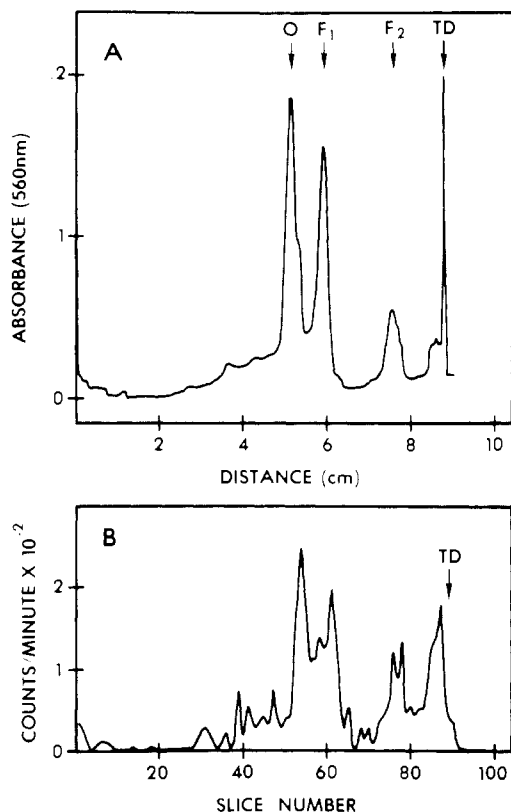 A
O F₁ F₂ TD
2
1
0
ABSORBANCE (560nm)
2 4 6 8 10
DISTANCE (cm)
B
TD
2
1
0
COUNTS/MINUTE X 10⁻²
20 40 60 80 100
SLICE NUMBER